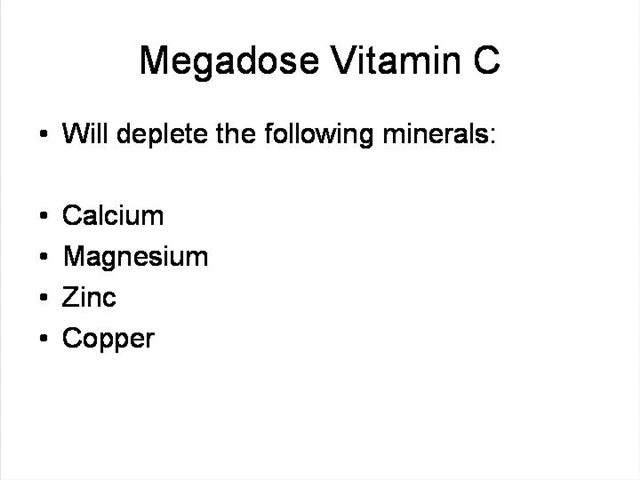 Megadose Vitamin C
• Will deplete the following minerals:
• Calcium
• Magnesium
• Zinc
• Copper